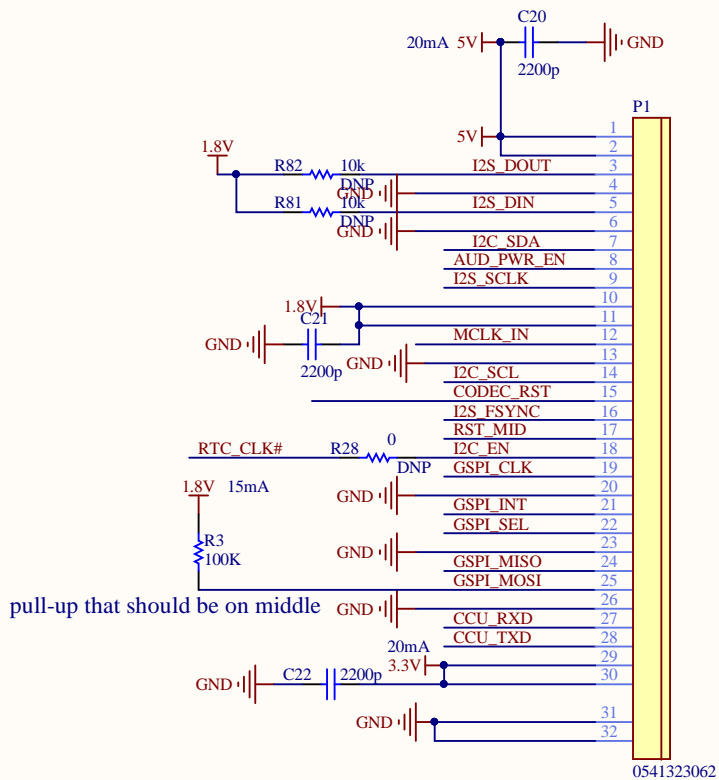 C20
20mA 5V GND
2200p
P1
5V 1
2
1.8V
R82 10k I2S_DOUT 3
DNP
GND 4
R81 10k I2S_DIN 5
DNP
GND 6
I2C_SDA 7
AUD_PWR_EN 8
I2S_SCLK 9
1.8V 10
C21 11
GND MCLK_IN 12
2200p GND 13
I2C_SCL 14
CODEC_RST 15
I2S_FSYNC 16
RST_MID 17
RTC_CLK# R28 0 I2C_EN 18
DNP GSPI_CLK 19
1.8V 15mA GND 20
GSPI_INT 21
GSPI_SEL 22
R3 GND 23
100K GSPI_MISO 24
GSPI_MOSI 25
pull-up that should be on middle GND 26
CCU_RXD 27
CCU_TXD 28
20mA
3.3V 29
GND C22 2200p 30
GND 31
32
0541323062